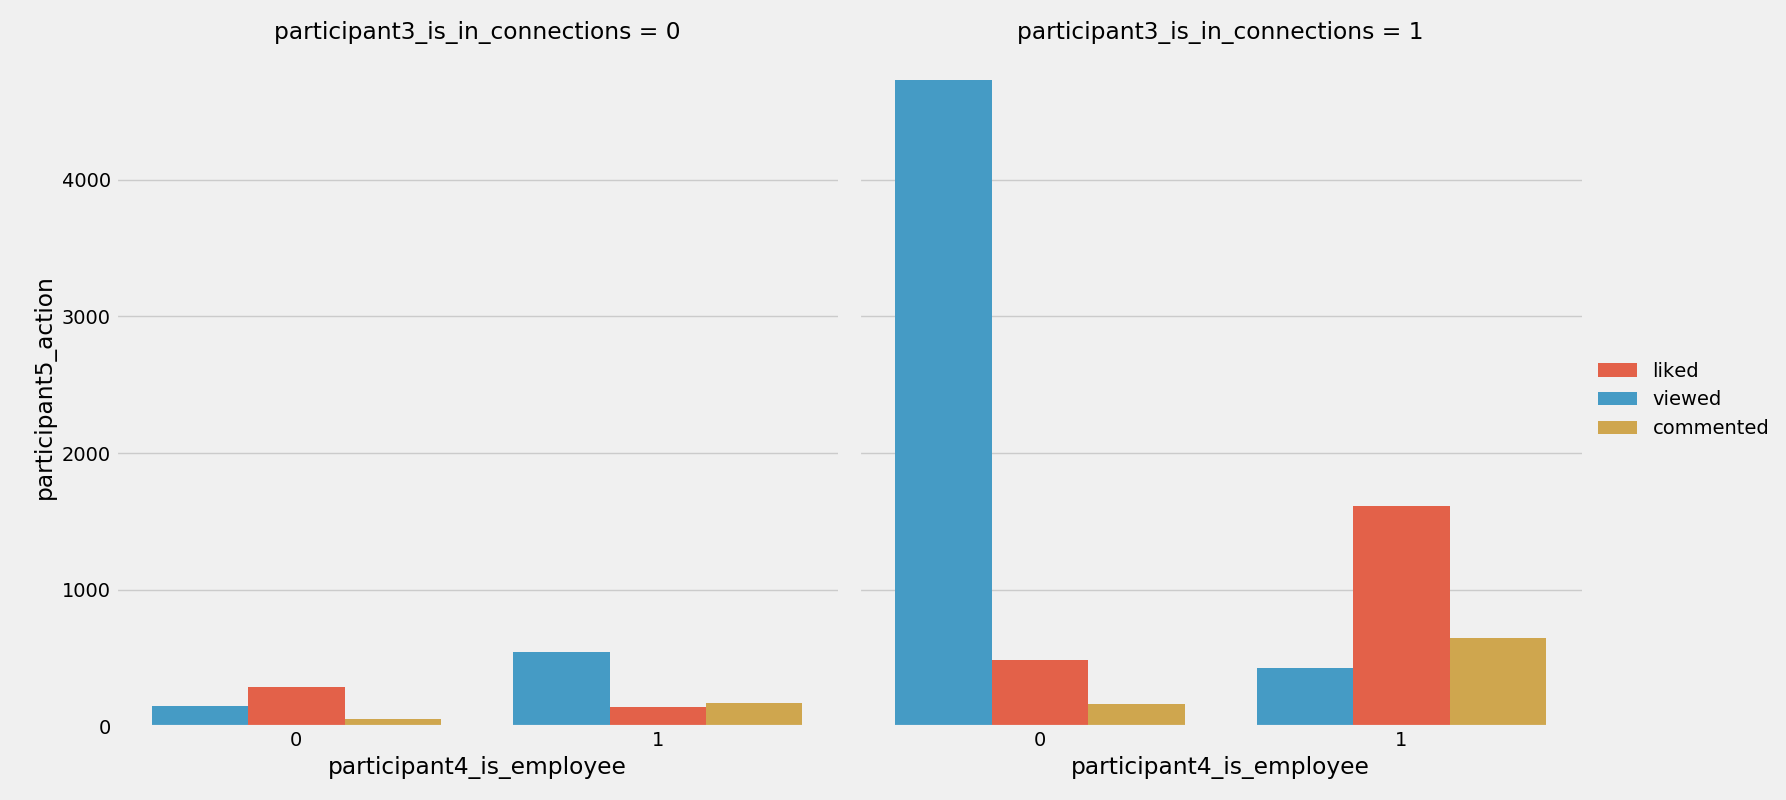 participant3_is_in_connections = 0
participant3_is_in_connections = 1
participant5_action
4000
3000
2000
1000
0
0
1
0
1
participant4_is_employee
participant4_is_employee
liked
viewed
commented